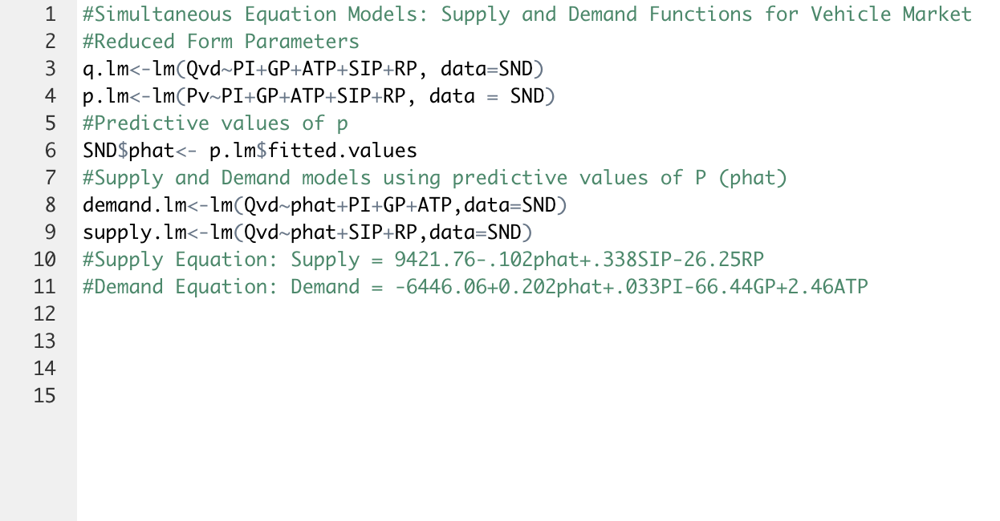 1 #Simultaneous Equation Models: Supply and Demand Functions for Vehicle Market
2 #Reduced Form Parameters
3 q.lm<-lm(Qvd~PI+GP+ATP+SIP+RP, data=SND)
4 p.lm<-lm(Pv~PI+GP+ATP+SIP+RP, data = SND)
5 #Predictive values of p
6 SND$phat<- p.lm$fitted.values
7 #Supply and Demand models using predictive values of P (phat)
8 demand.lm<-lm(Qvd~phat+PI+GP+ATP,data=SND)
9 supply.lm<-lm(Qvd~phat+SIP+RP,data=SND)
10 #Supply Equation: Supply = 9421.76-.102phat+.338SIP-26.25RP
11 #Demand Equation: Demand = -6446.06+0.202phat+.033PI-66.44GP+2.46ATP
12
13
14
15